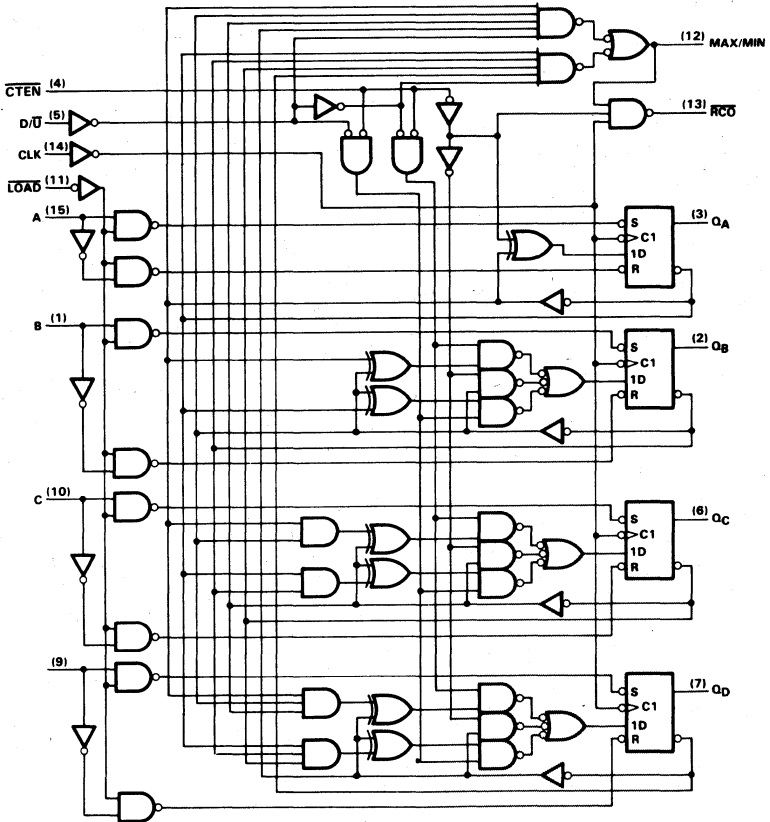 (12) MAX/MIN
CTEN (4)
D/U (5)
(13) RCO
CLK (14)
LOAD (11)
A (15)
S
C1
1D
R
(3) QA
B (1)
S
C1
1D
R
(2) QB
C (10)
S
C1
1D
R
(6) QC
(9)
S
C1
1D
R
(7) QD